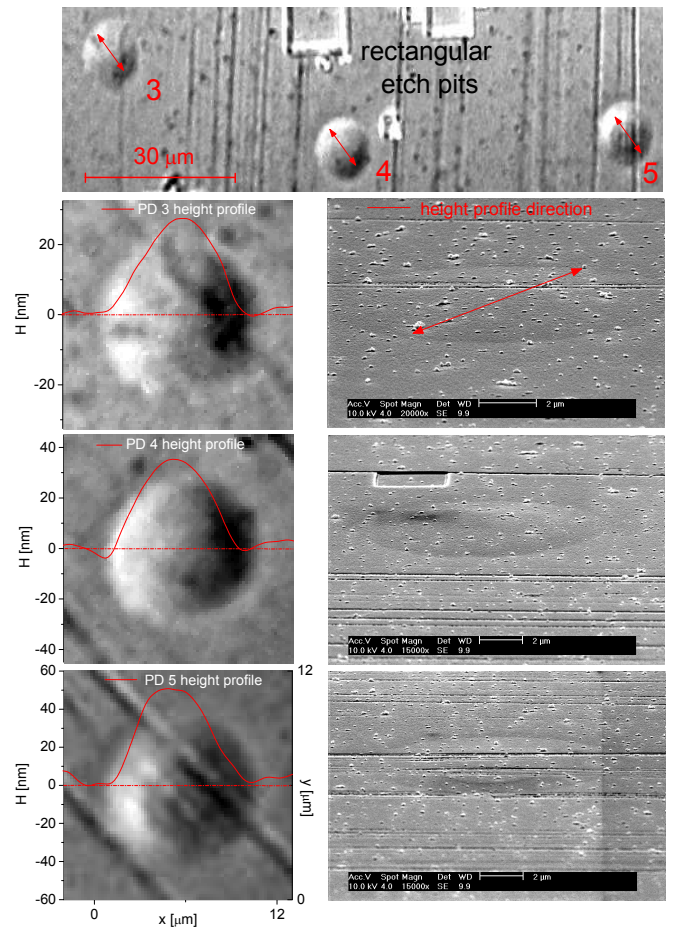 rectangular
etch pits
3
4
5
30 μm
PD 3 height profile
20
0
-20
H [nm]
height profile direction
Acc.V Spot Magn Det WD
10.0 kV 4.0 20000x SE 9.9
2 μm
PD 4 height profile
40
20
0
-20
-40
H [nm]
Acc.V Spot Magn Det WD
10.0 kV 4.0 15000x SE 9.9
2 μm
PD 5 height profile
60
40
20
0
-20
-40
-60
H [nm]
12
0
y [μm]
0
12
x [μm]
Acc.V Spot Magn Det WD
10.0 kV 4.0 15000x SE 9.9
2 μm